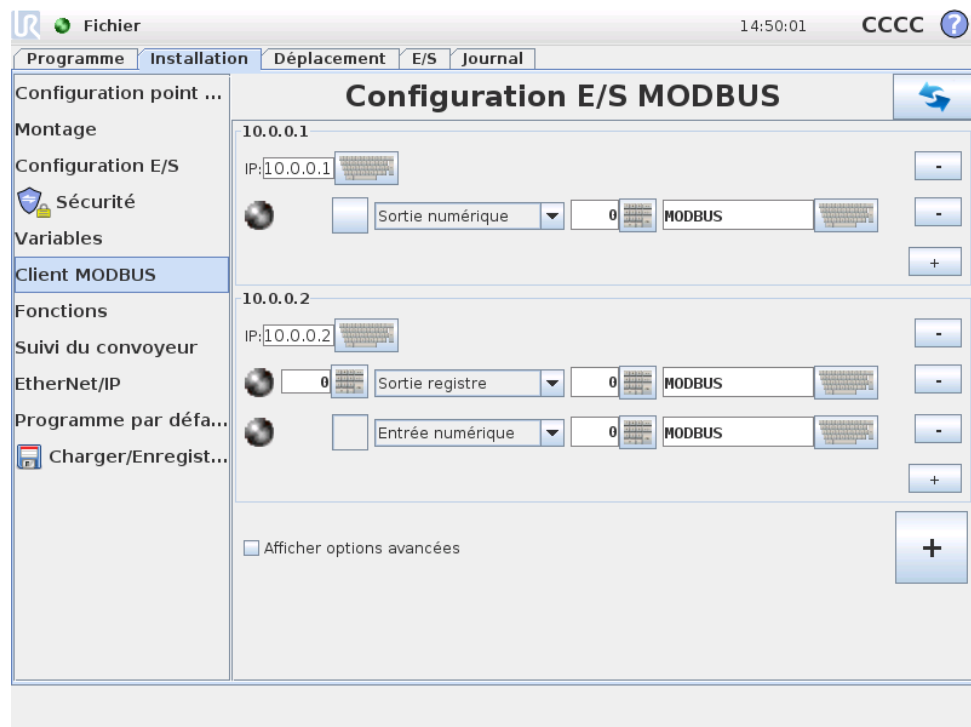 UR Fichier 14:50:01 CCCC ?
Programme Installation Déplacement E/S Journal
Configuration point ...
Montage
Configuration E/S
Sécurité
Variables
Client MODBUS
Fonctions
Suivi du convoyeur
EtherNet/IP
Programme par défa...
Charger/Enregist...
Configuration E/S MODBUS
10.0.0.1
IP: 10.0.0.1 -
Sortie numérique 0 MODBUS -
+
10.0.0.2
IP: 10.0.0.2 -
0 Sortie registre 0 MODBUS -
Entrée numérique 0 MODBUS -
+
Afficher options avancées +